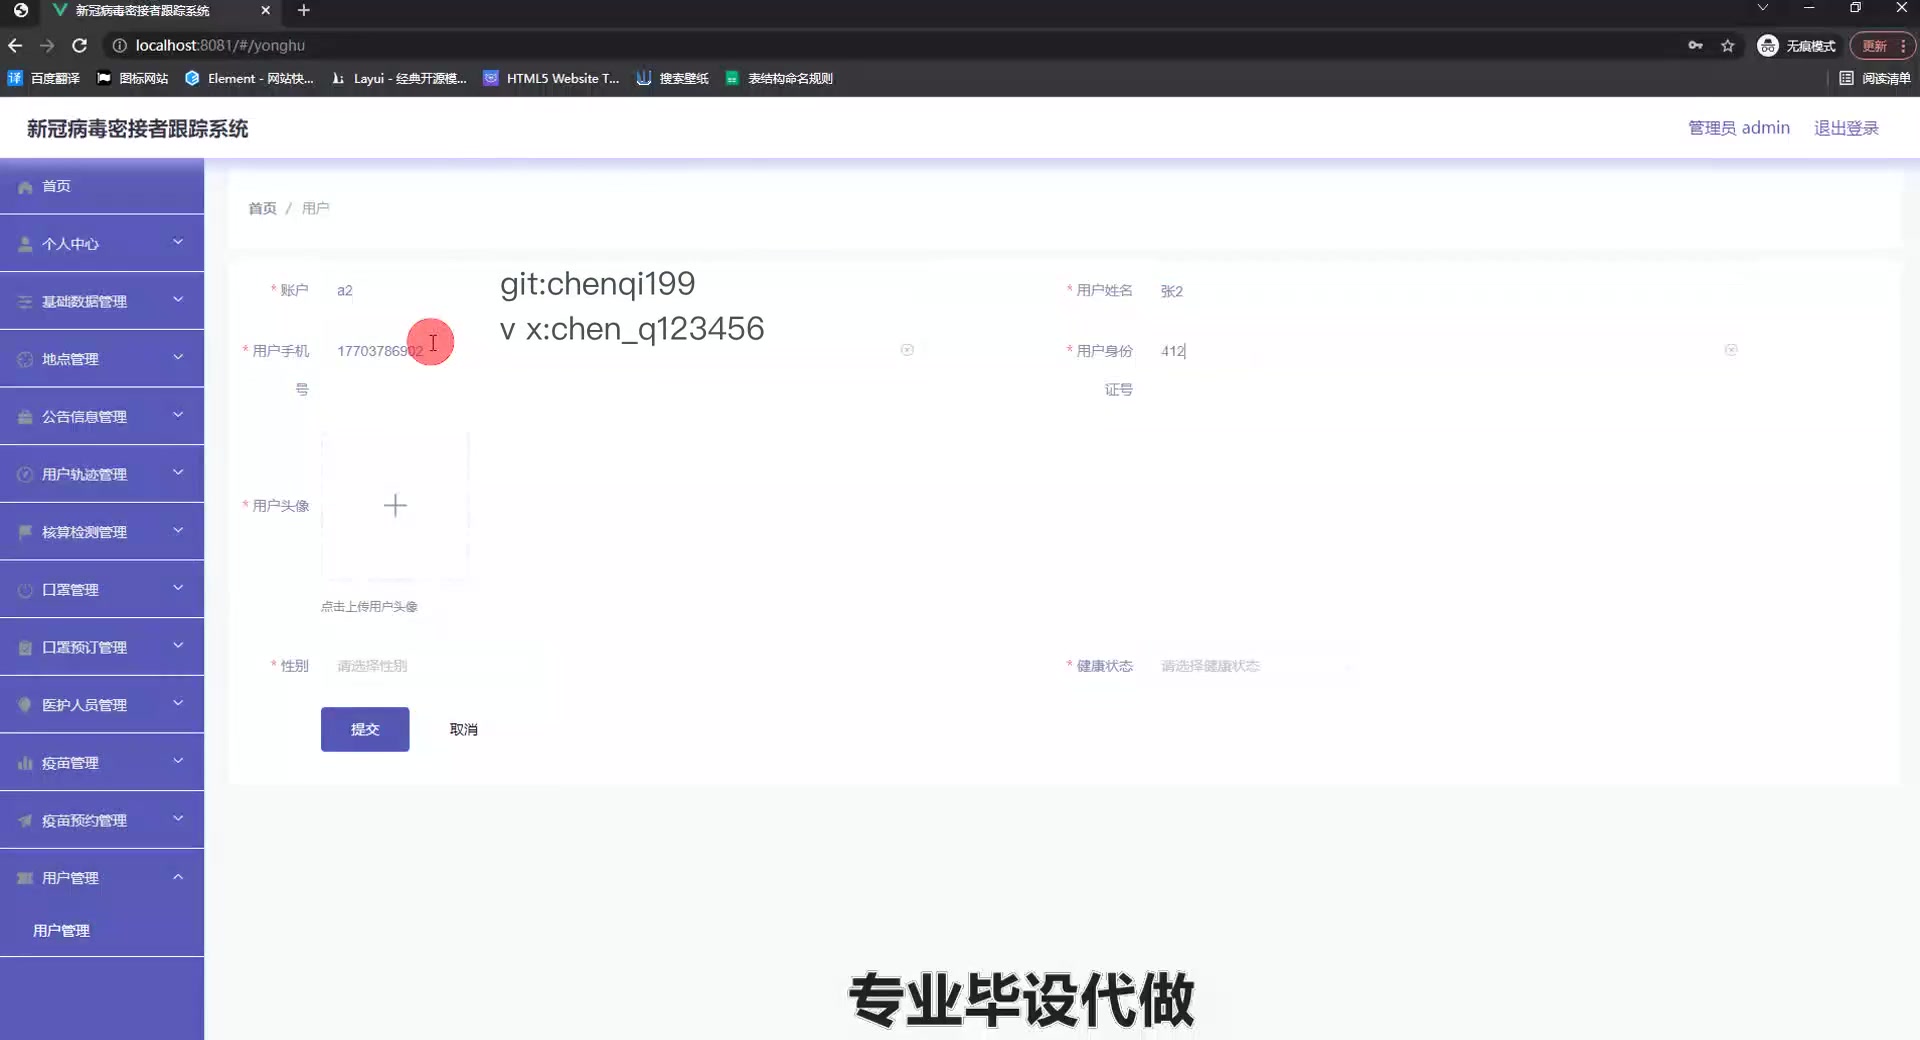 新冠病毒密接者跟踪系统
localhost:8081/#/yonghu
无痕模式
更新
百度翻译
图标网站
Element - 网站快...
Layui - 经典开源模...
HTML5 Website T...
搜索壁纸
表结构命名规则
阅读清单
新冠病毒密接者跟踪系统
管理员 admin
退出登录
首页
个人中心
基础数据管理
地点管理
公告信息管理
用户轨迹管理
核算检测管理
口罩管理
口罩预订管理
医护人员管理
疫苗管理
疫苗预约管理
用户管理
用户管理
首页 / 用户
* 账户
a2
git:chenqi199
v x:chen_q123456
* 用户姓名
张2
* 用户手机
号
17703786902
* 用户身份
证号
412
* 用户头像
点击上传用户头像
* 性别
请选择性别
* 健康状态
请选择健康状态
提交
取消
专业毕设代做